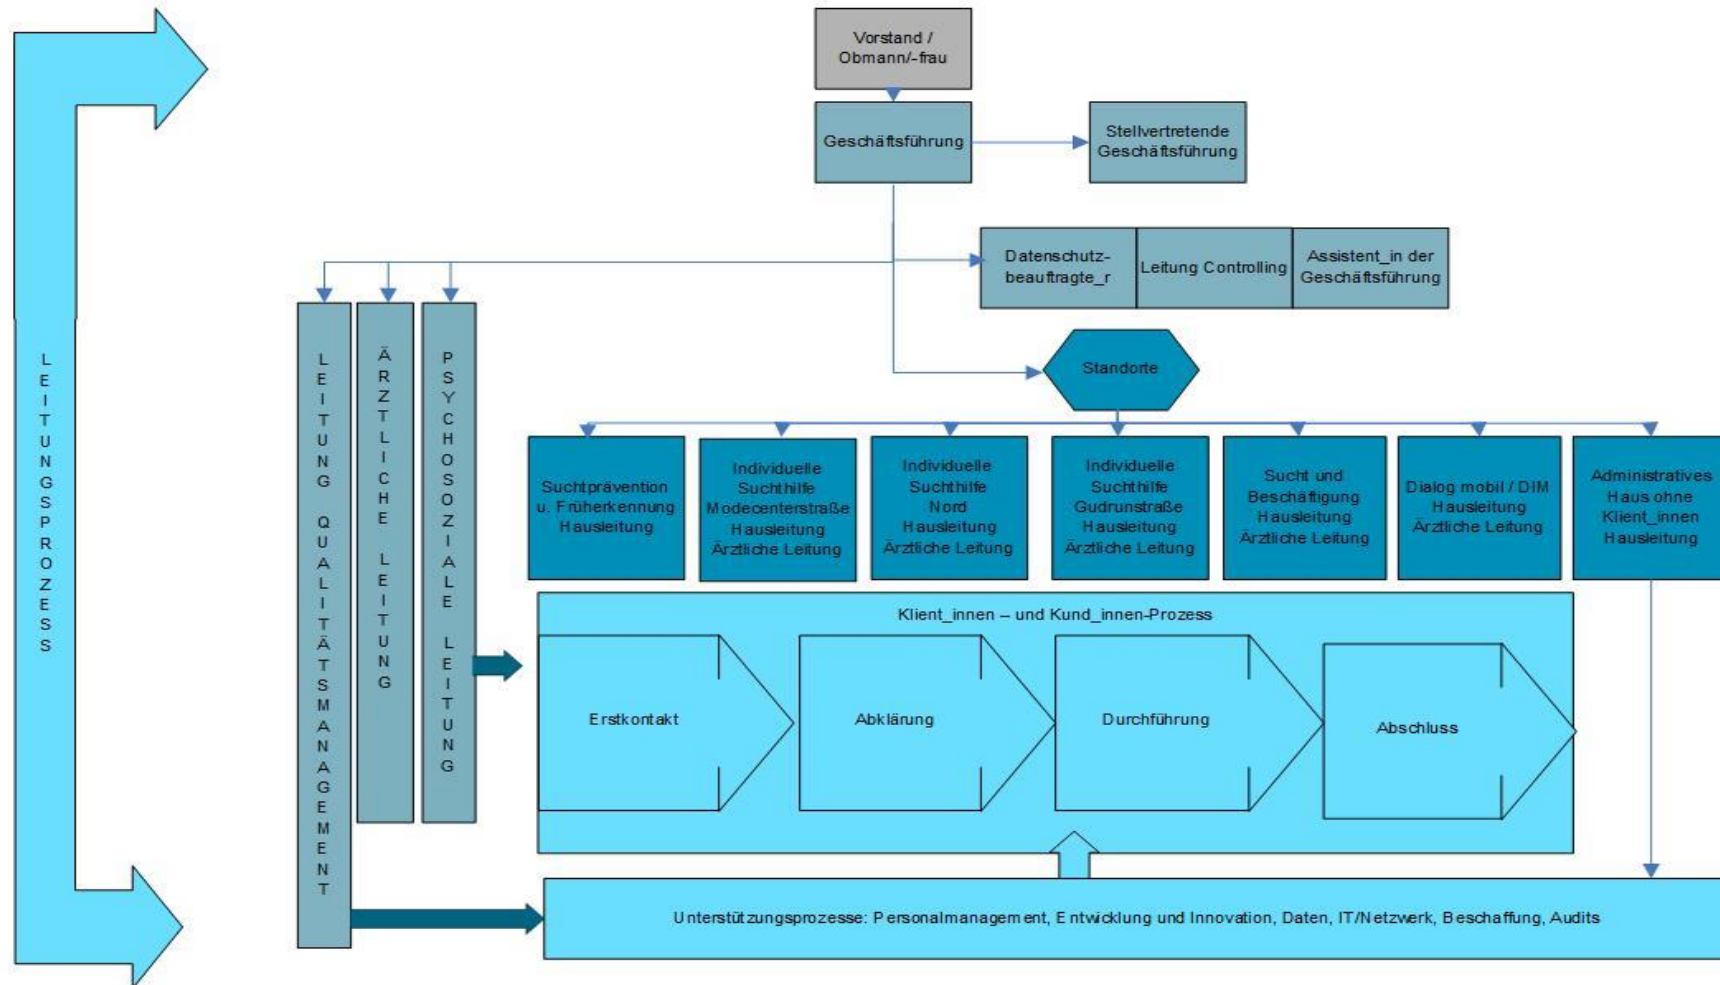 Vorstand /
Obmann/-frau
Geschäftsführung
Stellvertretende
Geschäftsführung
Datenschutz-
beauftragte_r
Leitung Controlling
Assistent_in der
Geschäftsführung
LEITUNGSPROZESS
LEITUNG QUALITÄTSMANAGEMENT
ÄRZTLICHE LEITUNG
PSYCHOSOZIALE LEITUNG
Standorte
Suchtprävention
u. Früherkennung
Hausleitung
Individuelle
Suchthilfe
Modecenterstraße
Hausleitung
Ärztliche Leitung
Individuelle
Suchthilfe
Nord
Hausleitung
Ärztliche Leitung
Individuelle
Suchthilfe
Gudrunstraße
Hausleitung
Ärztliche Leitung
Sucht und
Beschäftigung
Hausleitung
Ärztliche Leitung
Dialog mobil / DIM
Hausleitung
Ärztliche Leitung
Administratives
Haus ohne
Klient_innen
Hausleitung
Klient_innen – und Kund_innen-Prozess
Erstkontakt
Abklärung
Durchführung
Abschluss
Unterstützungsprozesse: Personalmanagement, Entwicklung und Innovation, Daten, IT/Netzwerk, Beschaffung, Audits